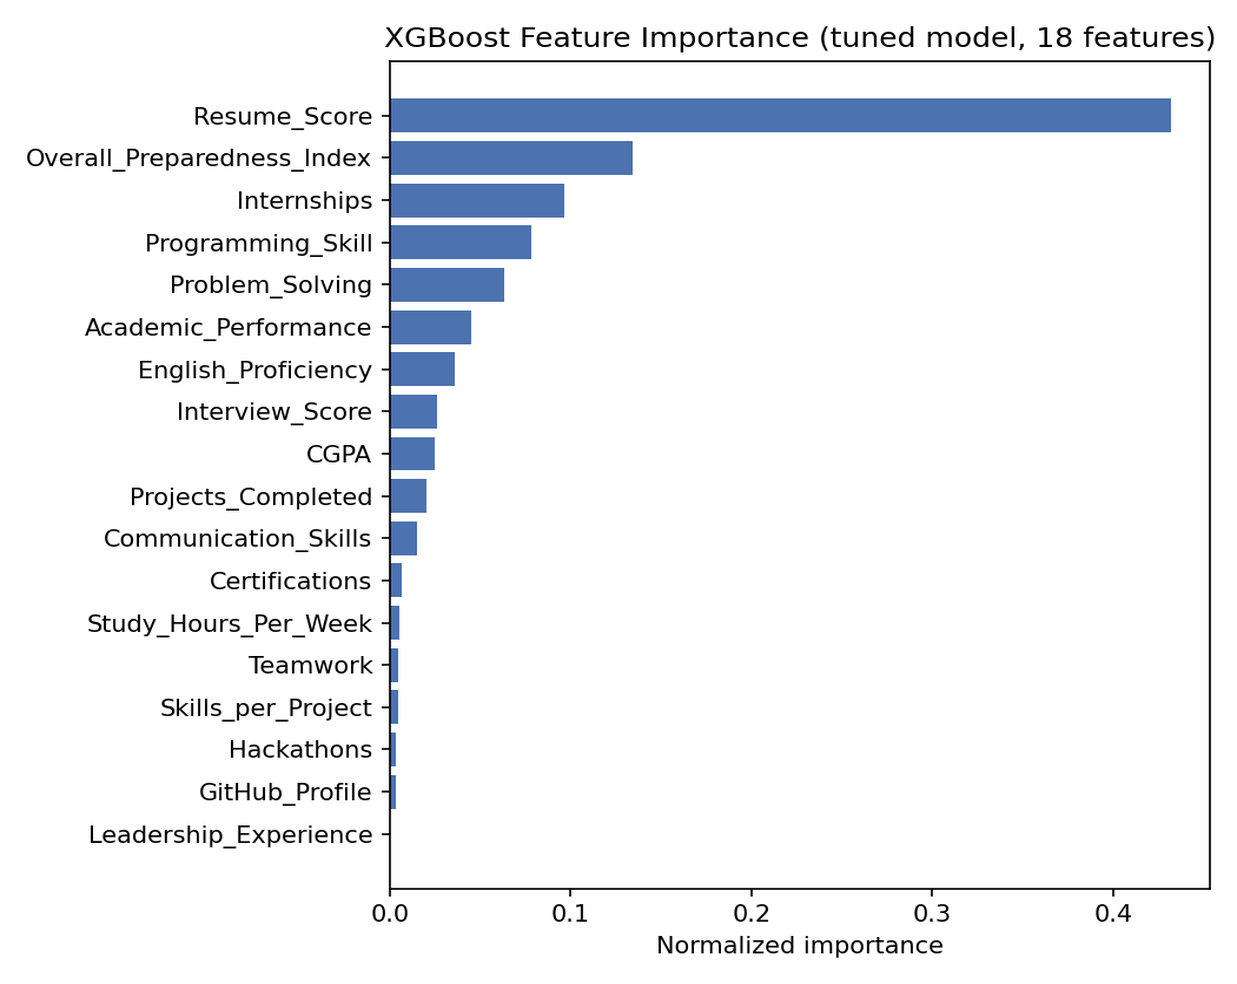 XGBoost Feature Importance (tuned model, 18 features)
Resume_Score
Overall_Preparedness_Index
Internships
Programming_Skill
Problem_Solving
Academic_Performance
English_Proficiency
Interview_Score
CGPA
Projects_Completed
Communication_Skills
Certifications
Study_Hours_Per_Week
Teamwork
Skills_per_Project
Hackathons
GitHub_Profile
Leadership_Experience
0.0 0.1 0.2 0.3 0.4
Normalized importance